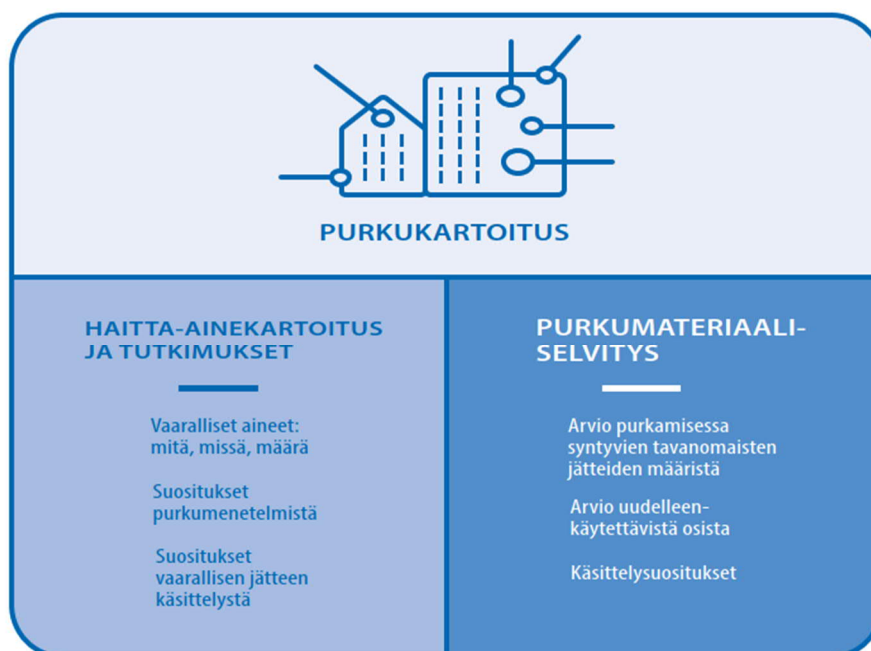 PURKUKARTOITUS
HAITTA-AINEKARTOITUS
JA TUTKIMUKSET
Vaaralliset aineet:
mitä, missä, määrä
Suositukset
purkumenetelmistä
Suositukset
vaarallisen jätteen
käsittelystä
PURKUMATERIAALI-
SELVITYS
Arvio purkamisessa
syntyvien tavanomaisten
jätteiden määristä
Arvio uudelleen-
käytettävistä osista
Käsittelysuositukset